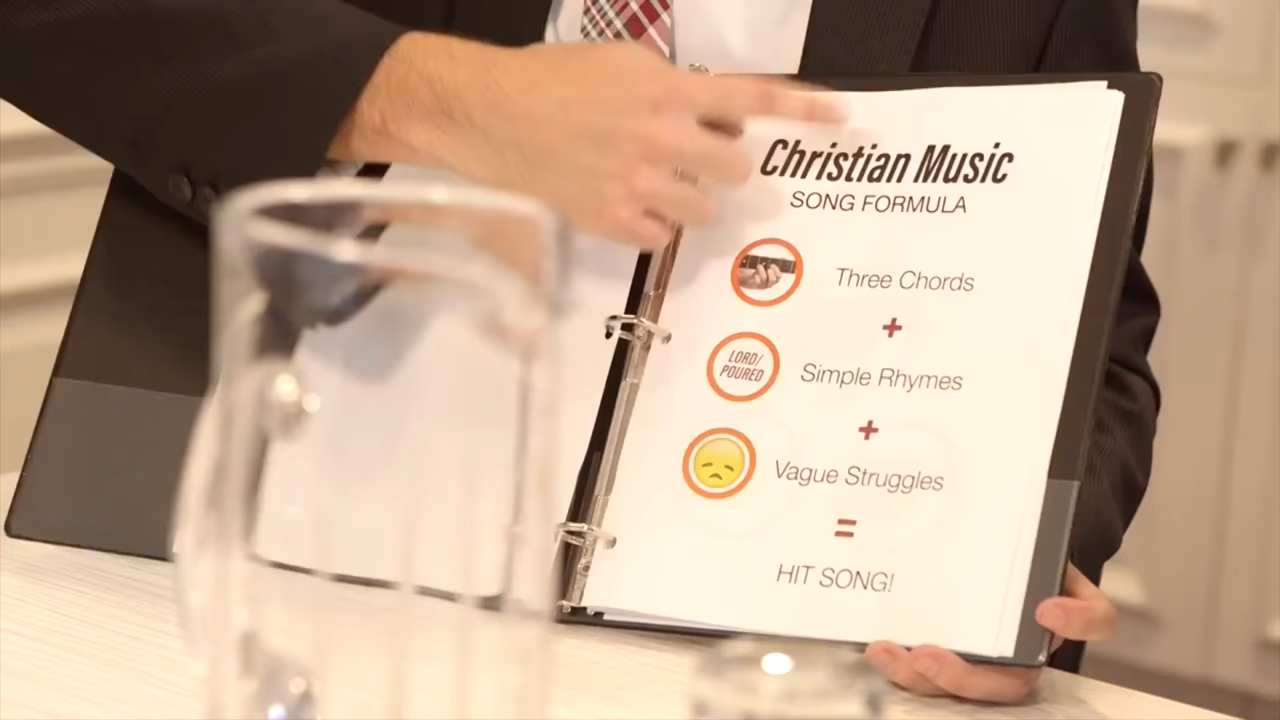 Christian Music
SONG FORMULA
Three Chords
+
LORD/
POURED
Simple Rhymes
+
Vague Struggles
=
HIT SONG!